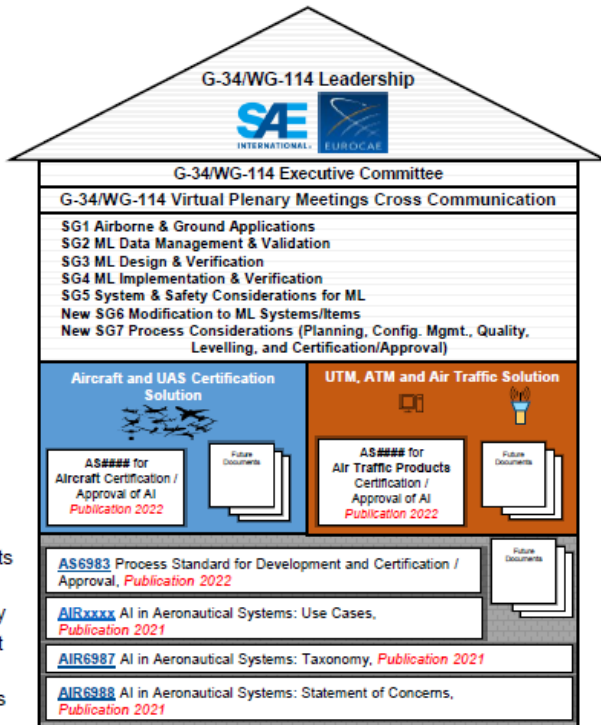 G-34/WG-114 Leadership
SAE
INTERNATIONAL.
EUROCAE
G-34/WG-114 Executive Committee
G-34/WG-114 Virtual Plenary Meetings Cross Communication
SG1 Airborne & Ground Applications
SG2 ML Data Management & Validation
SG3 ML Design & Verification
SG4 ML Implementation & Verification
SG5 System & Safety Considerations for ML
New SG6 Modification to ML Systems/Items
New SG7 Process Considerations (Planning, Config. Mgmt., Quality,
Levelling, and Certification/Approval)
Aircraft and UAS Certification
Solution
AS#### for
Aircraft Certification /
Approval of AI
Publication 2022
Future
Documents
UTM, ATM and Air Traffic Solution
AS#### for
Air Traffic Products
Certification /
Approval of AI
Publication 2022
Future
Documents
AS6983 Process Standard for Development and Certification /
Approval, Publication 2022
Future
Documents
AIRxxxx AI in Aeronautical Systems: Use Cases,
Publication 2021
AIR6987 AI in Aeronautical Systems: Taxonomy, Publication 2021
AIR6988 AI in Aeronautical Systems: Statement of Concerns,
Publication 2021
ts
y
t
s